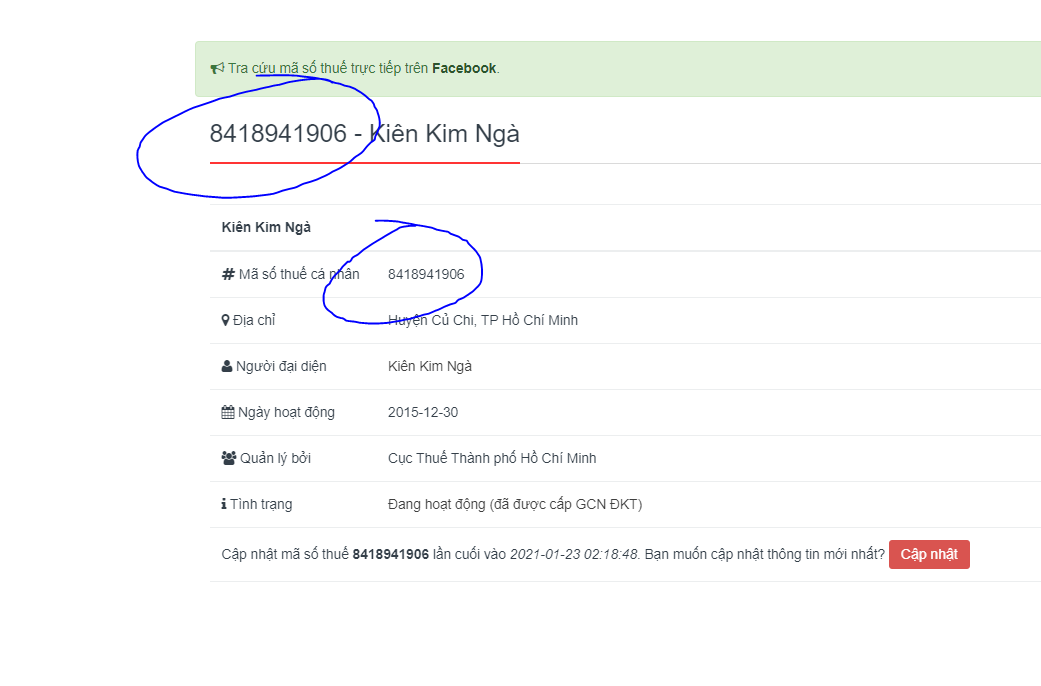 Tra cứu mã số thuế trực tiếp trên Facebook.
8418941906 - Kiên Kim Ngà
Kiên Kim Ngà
Mã số thuế cá nhân 8418941906
Địa chỉ Huyện Củ Chi, TP Hồ Chí Minh
Người đại diện Kiên Kim Ngà
Ngày hoạt động 2015-12-30
Quản lý bởi Cục Thuế Thành phố Hồ Chí Minh
Tình trạng Đang hoạt động (đã được cấp GCN ĐKT)
Cập nhật mã số thuế 8418941906 lần cuối vào 2021-01-23 02:18:48. Bạn muốn cập nhật thông tin mới nhất? Cập nhật